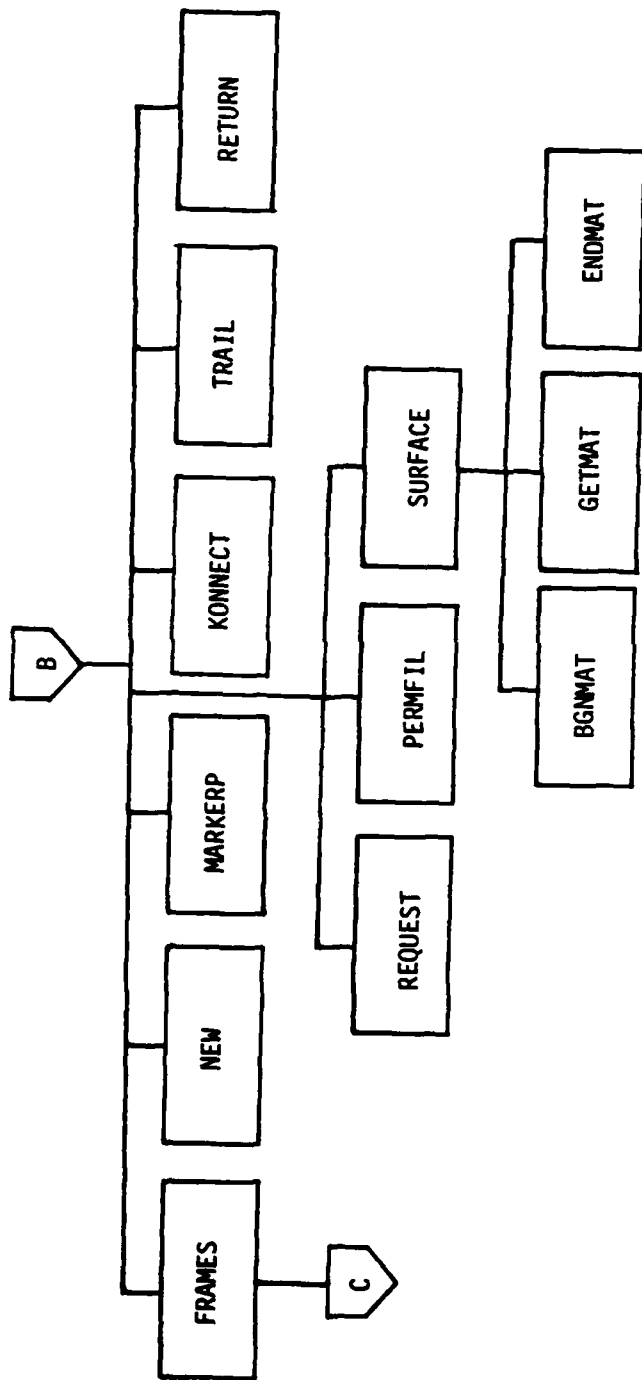 B
FRAMES
NEW
MARKERP
KONNECT
TRAIL
RETURN
C
REQUEST
PERMFIL
SURFACE
BGNMAT
GETMAT
ENDMAT